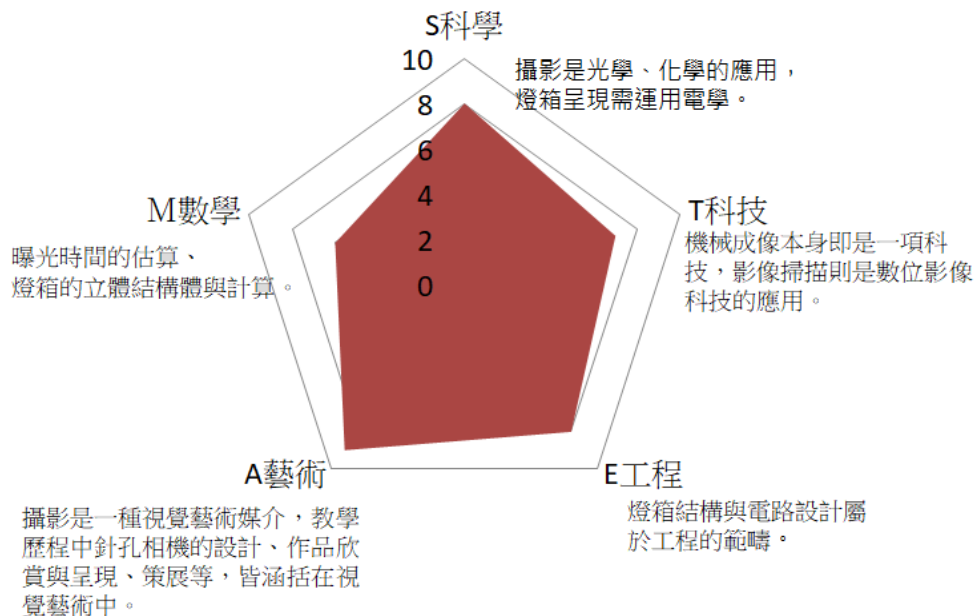 S科學
攝影是光學、化學的應用，
燈箱呈現需運用電學。
10
8
6
4
2
0
M數學
曝光時間的估算、
燈箱的立體結構體與計算。
T科技
機械成像本身即是一項科
技，影像掃描則是數位影像
科技的應用。
A藝術
攝影是一種視覺藝術媒介，教學
歷程中針孔相機的設計、作品欣
賞與呈現、策展等，皆涵括在視
覺藝術中。
E工程
燈箱結構與電路設計屬
於工程的範疇。